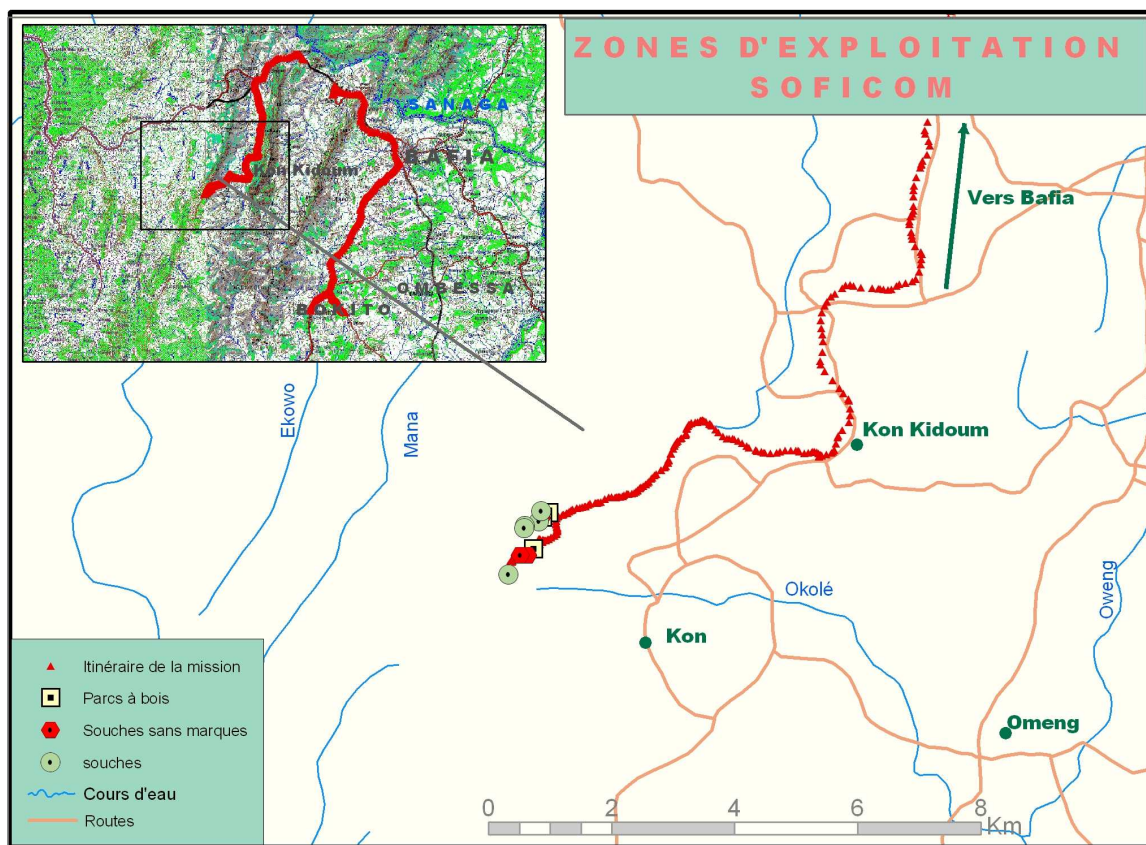 ZONES D'EXPLOITATION
SOFICOM
SANAGA
BAFIA
Kon Kidoum
OMBESSA
BOKITO
Vers Bafia
Ekowo
Mana
Kon Kidoum
Okolé
Oweng
Kon
Omeng
Itinéraire de la mission
Parcs à bois
Souches sans marques
souches
Cours d'eau
Routes
0 2 4 6 8
Km